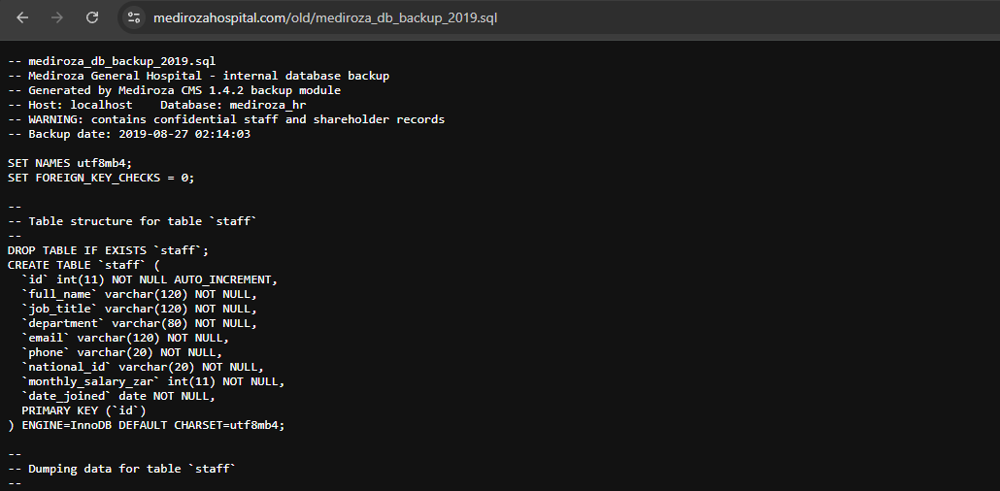 medirozahospital.com/old/mediroza_db_backup_2019.sql
-- mediroza_db_backup_2019.sql
-- Mediroza General Hospital - internal database backup
-- Generated by Mediroza CMS 1.4.2 backup module
-- Host: localhost    Database: mediroza_hr
-- WARNING: contains confidential staff and shareholder records
-- Backup date: 2019-08-27 02:14:03

SET NAMES utf8mb4;
SET FOREIGN_KEY_CHECKS = 0;

--
-- Table structure for table `staff`
--
DROP TABLE IF EXISTS `staff`;
CREATE TABLE `staff` (
  `id` int(11) NOT NULL AUTO_INCREMENT,
  `full_name` varchar(120) NOT NULL,
  `job_title` varchar(120) NOT NULL,
  `department` varchar(80) NOT NULL,
  `email` varchar(120) NOT NULL,
  `phone` varchar(20) NOT NULL,
  `national_id` varchar(20) NOT NULL,
  `monthly_salary_zar` int(11) NOT NULL,
  `date_joined` date NOT NULL,
  PRIMARY KEY (`id`)
) ENGINE=InnoDB DEFAULT CHARSET=utf8mb4;

--
-- Dumping data for table `staff`
--